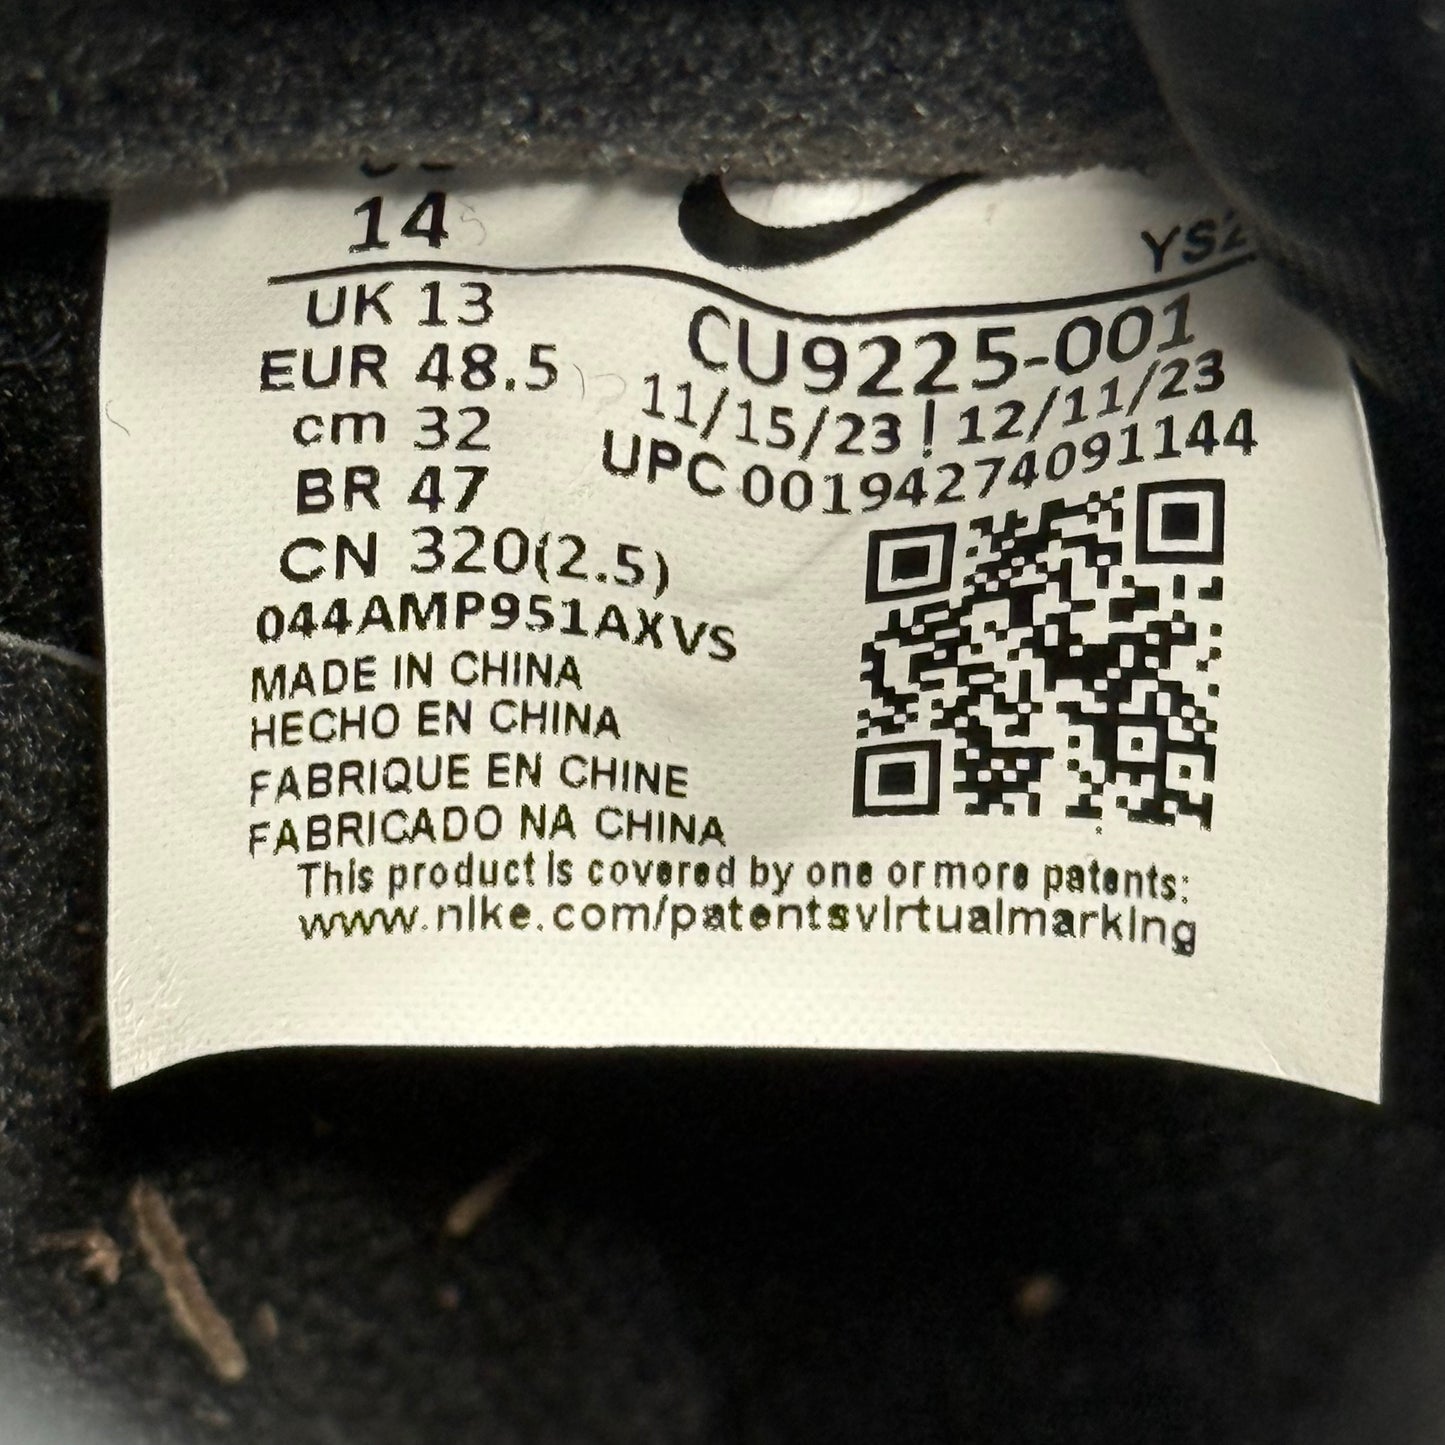 14
UK 13
EUR 48.5
cm 32
BR 47
CN 320(2.5)
044AMP951AXVS
MADE IN CHINA
HECHO EN CHINA
FABRIQUE EN CHINE
FABRICADO NA CHINA
CU9225-001
11/15/23 | 12/11/23
UPC 00194274091144
This product is covered by one or more patents:
www.nike.com/patentsvirtualmarking